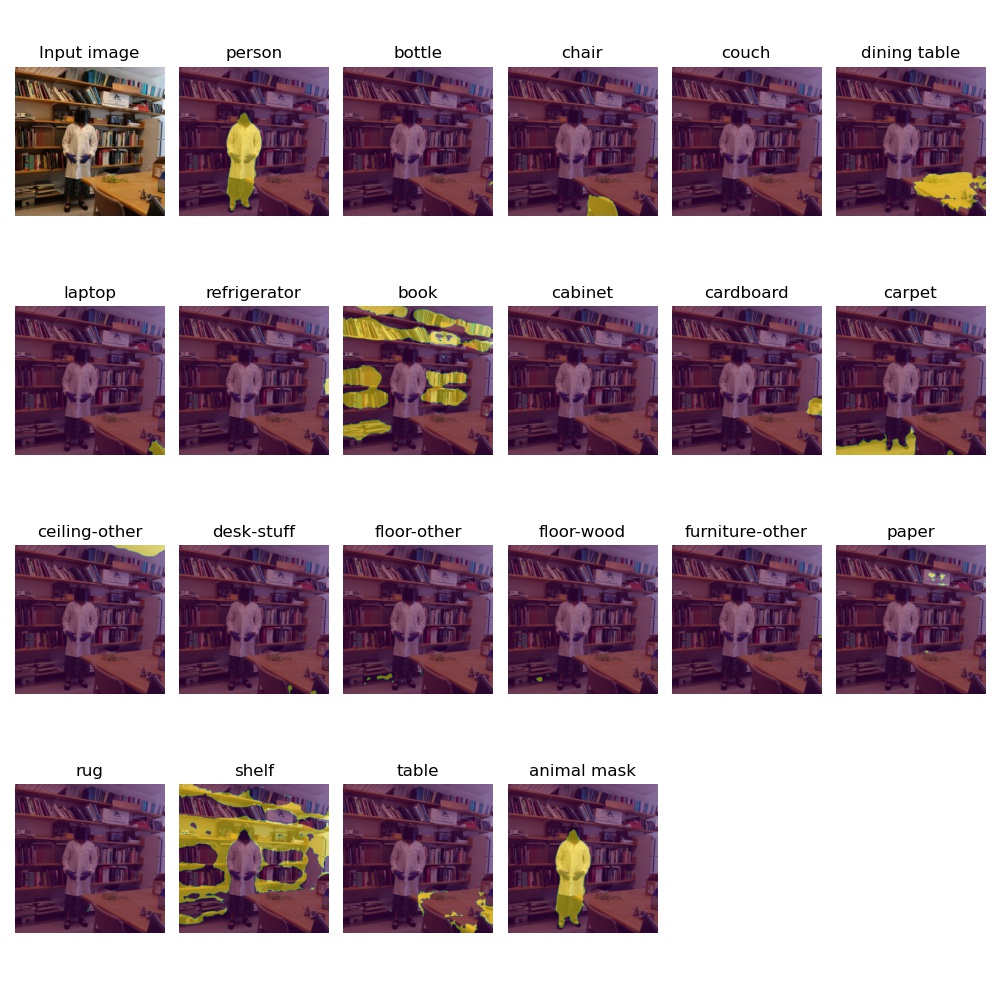 Input image
person
bottle
chair
couch
dining table
laptop
refrigerator
book
cabinet
cardboard
carpet
ceiling-other
desk-stuff
floor-other
floor-wood
furniture-other
paper
rug
shelf
table
animal mask